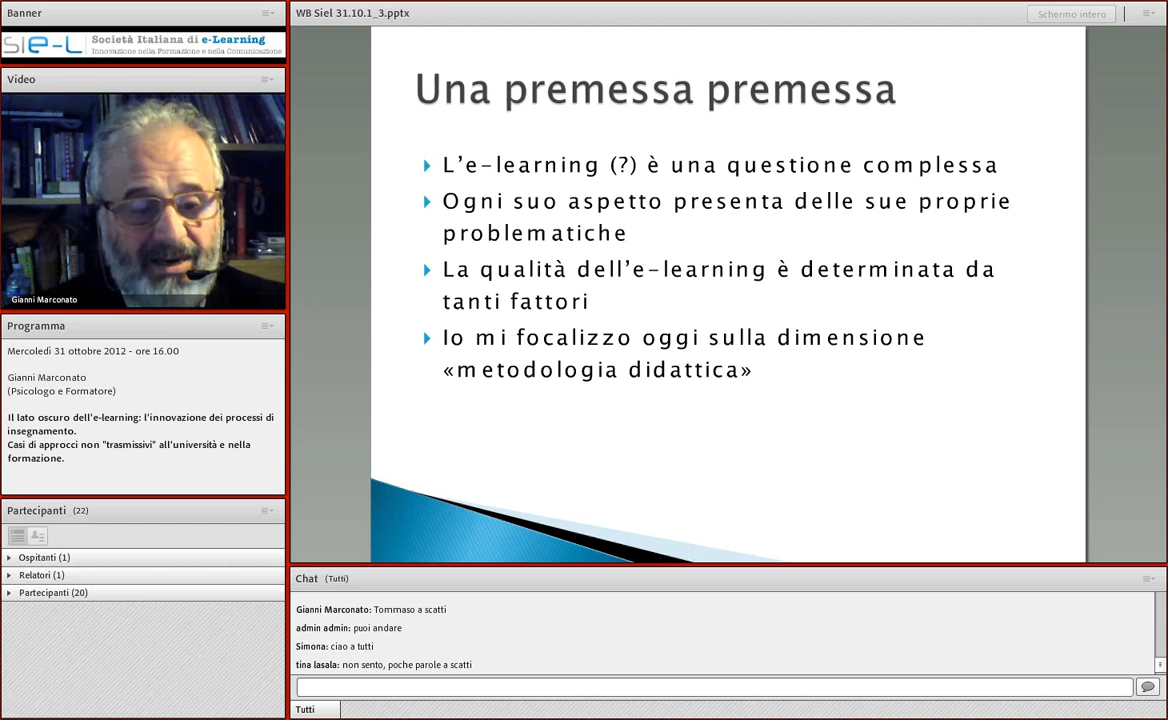 Banner
SIe-L Società Italiana di e-Learning
Innovazione nella Formazione e nella Comunicazione
Video
Gianni Marconato
Programma
Mercoledì 31 ottobre 2012 - ore 16.00
Gianni Marconato
(Psicologo e Formatore)
Il lato oscuro dell'e-learning: l'innovazione dei processi di
insegnamento.
Casi di approcci non "trasmissivi" all'università e nella
formazione.
Partecipanti (22)
Ospitanti (1)
Relatori (1)
Partecipanti (20)
WB Siel 31.10.1_3.pptx
Schermo intero
Una premessa premessa
L’e-learning (?) è una questione complessa
Ogni suo aspetto presenta delle sue proprie
problematiche
La qualità dell’e-learning è determinata da
tanti fattori
Io mi focalizzo oggi sulla dimensione
«metodologia didattica»
Chat (Tutti)
Gianni Marconato: Tommaso a scatti
admin admin: puoi andare
Simona: ciao a tutti
tina lasala: non sento, poche parole a scatti
Tutti